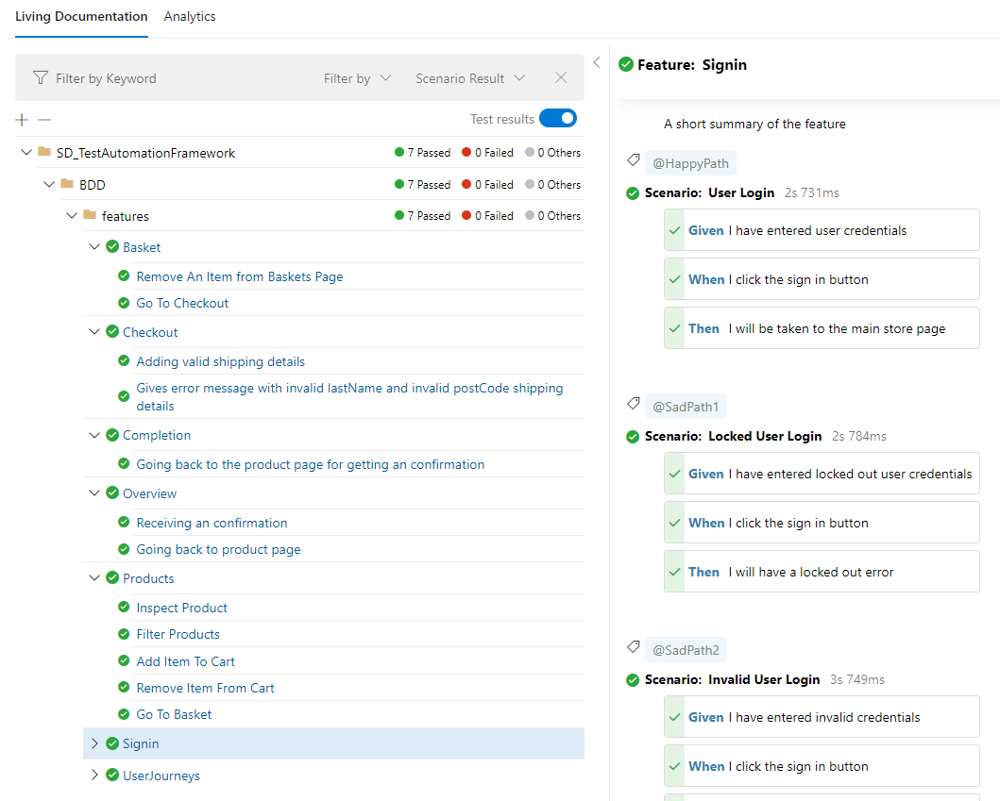 Living Documentation Analytics
Filter by Keyword Filter by Scenario Result
Test results
SD_TestAutomationFramework 7 Passed 0 Failed 0 Others
BDD 7 Passed 0 Failed 0 Others
features 7 Passed 0 Failed 0 Others
Basket
Remove An Item from Baskets Page
Go To Checkout
Checkout
Adding valid shipping details
Gives error message with invalid lastName and invalid postCode shipping
details
Completion
Going back to the product page for getting an confirmation
Overview
Receiving an confirmation
Going back to product page
Products
Inspect Product
Filter Products
Add Item To Cart
Remove Item From Cart
Go To Basket
Signin
UserJourneys
Feature: Signin
A short summary of the feature
@HappyPath
Scenario: User Login 2s 731ms
Given I have entered user credentials
When I click the sign in button
Then I will be taken to the main store page
@SadPath1
Scenario: Locked User Login 2s 784ms
Given I have entered locked out user credentials
When I click the sign in button
Then I will have a locked out error
@SadPath2
Scenario: Invalid User Login 3s 749ms
Given I have entered invalid credentials
When I click the sign in button